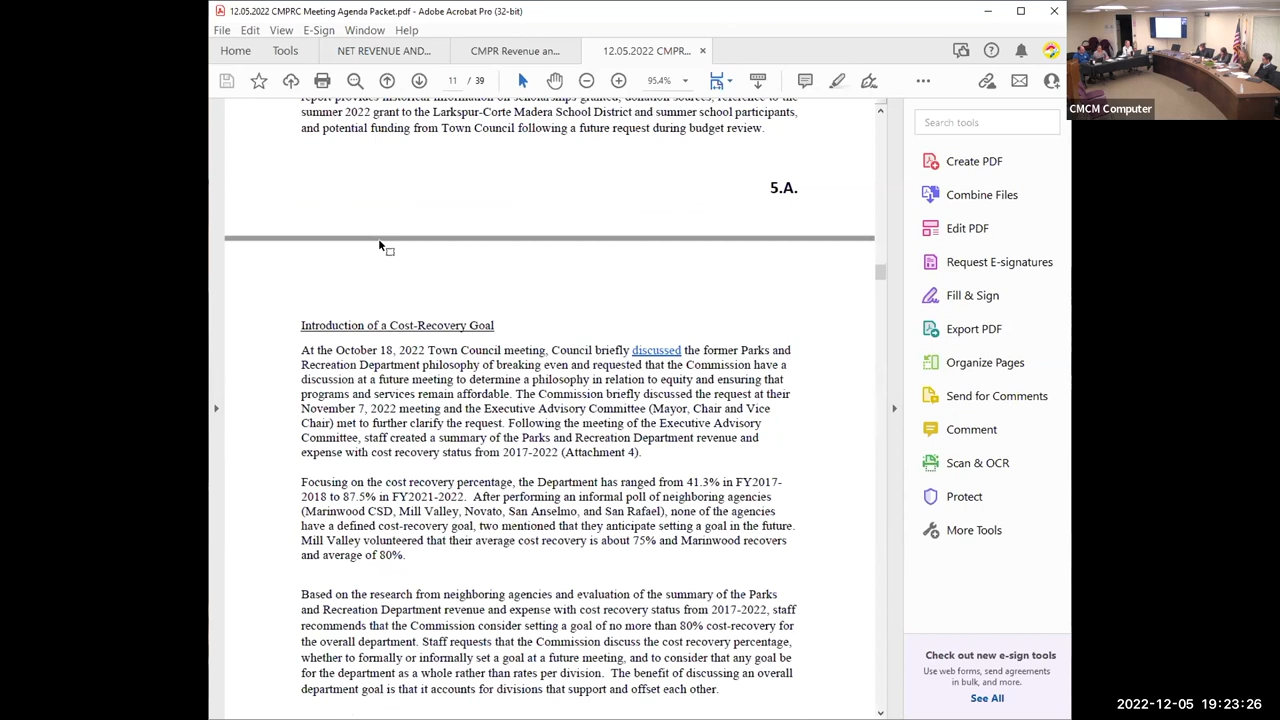 12.05.2022 CMPRC Meeting Agenda Packet.pdf - Adobe Acrobat Pro (32-bit)
File Edit View E-Sign Window Help
Home Tools NET REVENUE AND... CMPR Revenue an... 12.05.2022 CMPR... ×
11 / 39 95.4%
summer 2022 grant to the Larkspur-Corte Madera School District and summer school participants,
and potential funding from Town Council following a future request during budget review.
5.A.
Introduction of a Cost-Recovery Goal
At the October 18, 2022 Town Council meeting, Council briefly discussed the former Parks and
Recreation Department philosophy of breaking even and requested that the Commission have a
discussion at a future meeting to determine a philosophy in relation to equity and ensuring that
programs and services remain affordable. The Commission briefly discussed the request at their
November 7, 2022 meeting and the Executive Advisory Committee (Mayor, Chair and Vice
Chair) met to further clarify the request. Following the meeting of the Executive Advisory
Committee, staff created a summary of the Parks and Recreation Department revenue and
expense with cost recovery status from 2017-2022 (Attachment 4).
Focusing on the cost recovery percentage, the Department has ranged from 41.3% in FY2017-
2018 to 87.5% in FY2021-2022. After performing an informal poll of neighboring agencies
(Marinwood CSD, Mill Valley, Novato, San Anselmo, and San Rafael), none of the agencies
have a defined cost-recovery goal, two mentioned that they anticipate setting a goal in the future.
Mill Valley volunteered that their average cost recovery is about 75% and Marinwood recovers
and average of 80%.
Based on the research from neighboring agencies and evaluation of the summary of the Parks
and Recreation Department revenue and expense with cost recovery status from 2017-2022, staff
recommends that the Commission consider setting a goal of no more than 80% cost-recovery for
the overall department. Staff requests that the Commission discuss the cost recovery percentage,
whether to formally or informally set a goal at a future meeting, and to consider that any goal be
for the department as a whole rather than rates per division. The benefit of discussing an overall
department goal is that it accounts for divisions that support and offset each other.
Search tools
Create PDF
Combine Files
Edit PDF
Request E-signatures
Fill & Sign
Export PDF
Organize Pages
Send for Comments
Comment
Scan & OCR
Protect
More Tools
Check out new e-sign tools
Use web forms, send agreements
in bulk, and more.
See All
CMCM Computer
2022-12-05 19:23:26